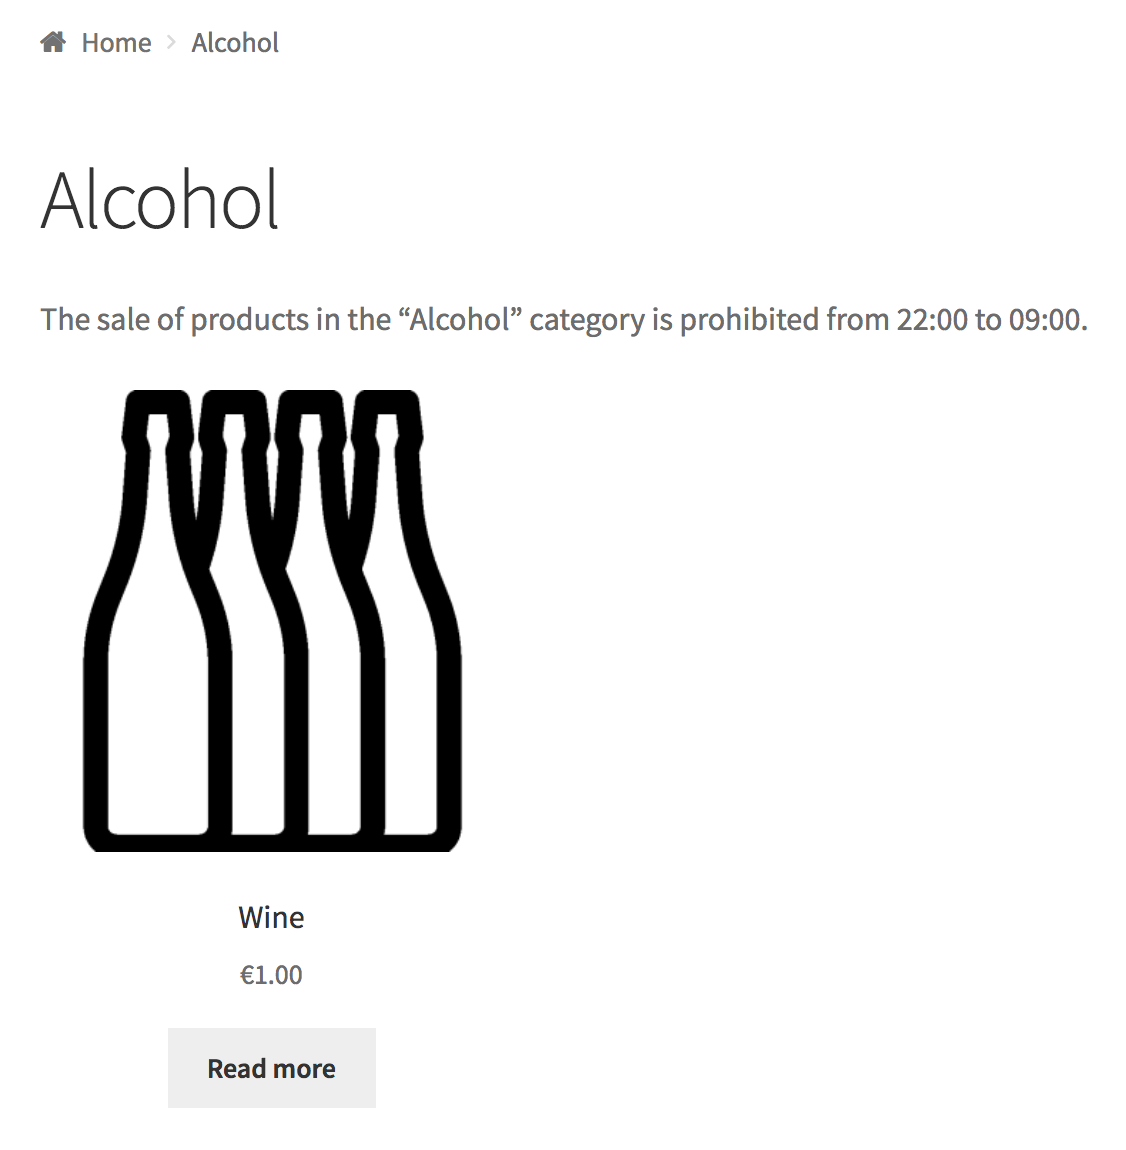 Home > Alcohol
Alcohol
The sale of products in the “Alcohol” category is prohibited from 22:00 to 09:00.
Wine
€1.00
Read more